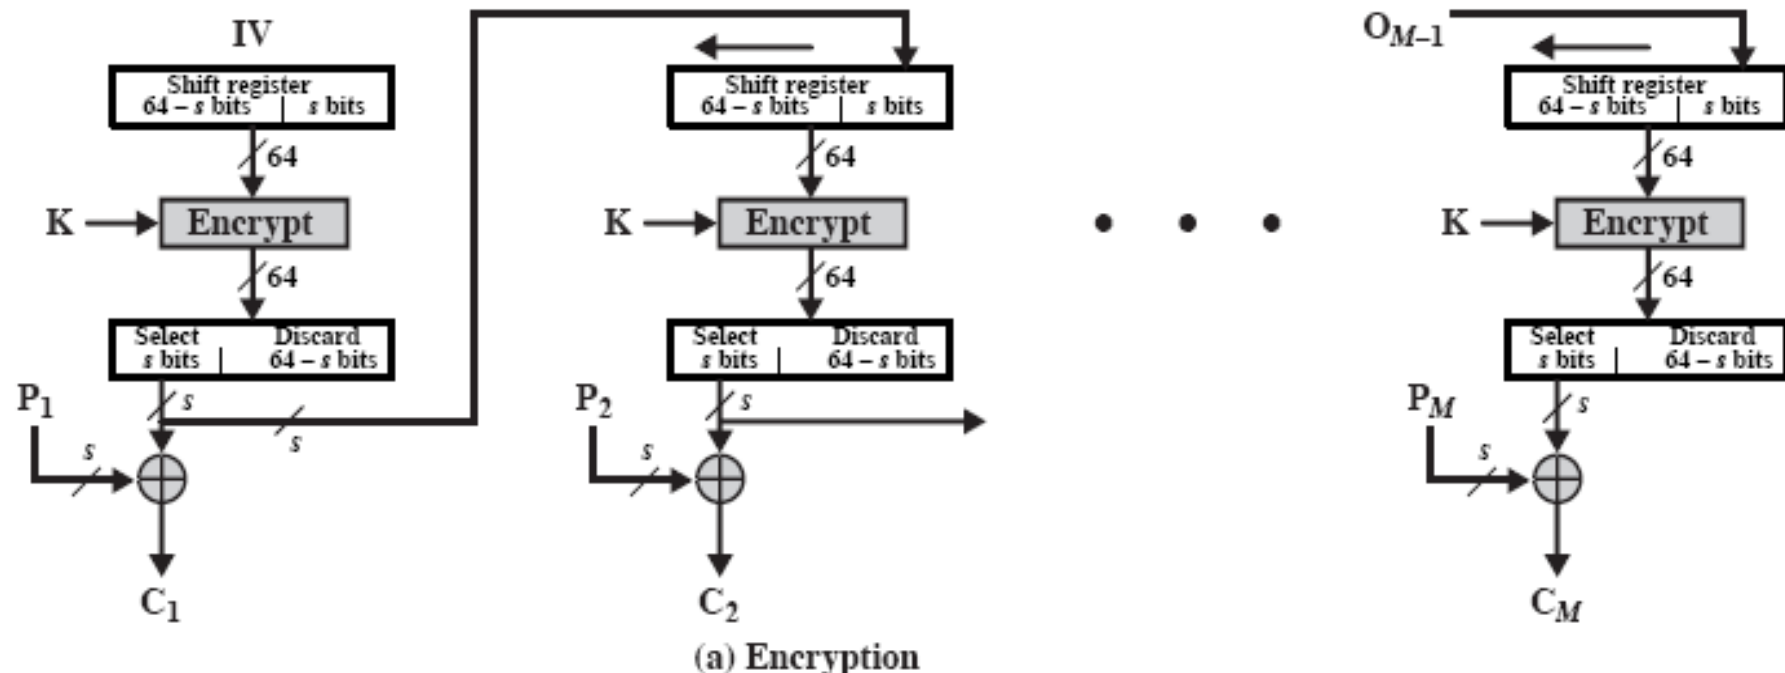 IV
O_{M-1}
Shift register
64 – s bits | s bits
Shift register
64 – s bits | s bits
Shift register
64 – s bits | s bits
64
64
64
K
Encrypt
K
Encrypt
• • •
K
Encrypt
64
64
64
Select Discard
s bits | 64 – s bits
Select Discard
s bits | 64 – s bits
Select Discard
s bits | 64 – s bits
P_1
s
s
s
P_2
s
s
P_M
s
s
C_1
C_2
C_M
(a) Encryption